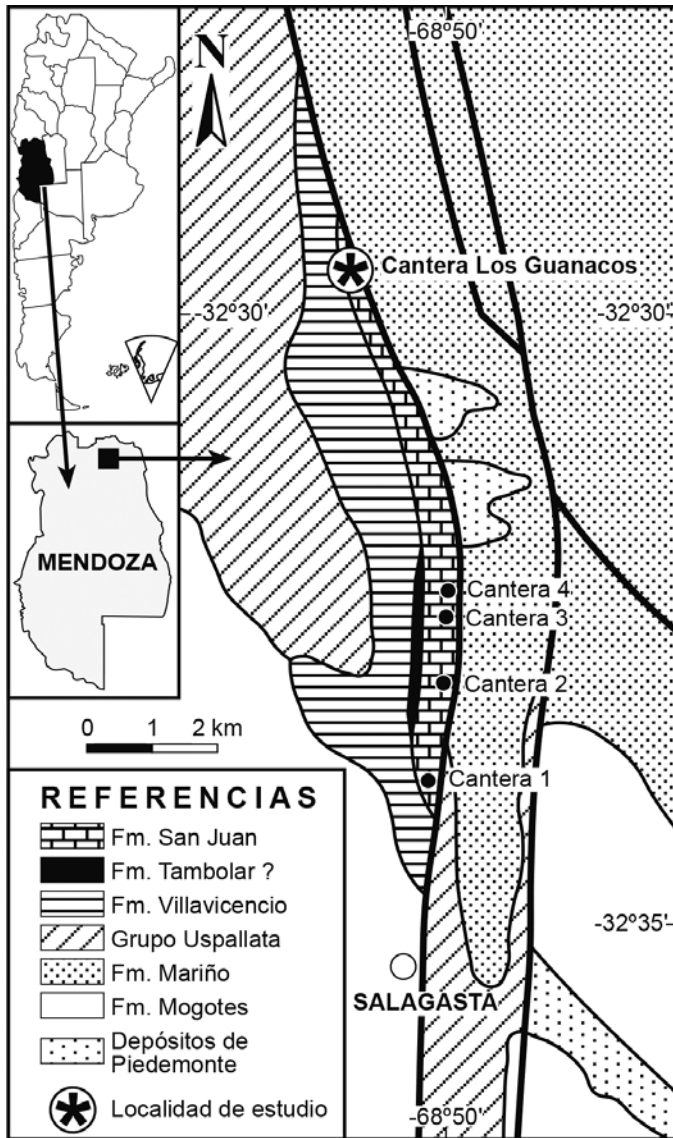 -68º50'
N
Cantera Los Guanacos
-32º30'
-32º30'
MENDOZA
Cantera 4
Cantera 3
Cantera 2
0 1 2 km
Cantera 1
REFERENCIAS
Fm. San Juan
Fm. Tambolar ?
Fm. Villavicencio
Grupo Uspallata
Fm. Mariño
Fm. Mogotes
Depósitos de
Piedemonte
Localidad de estudio
-32º35'
SALAGASTA
-68º50'